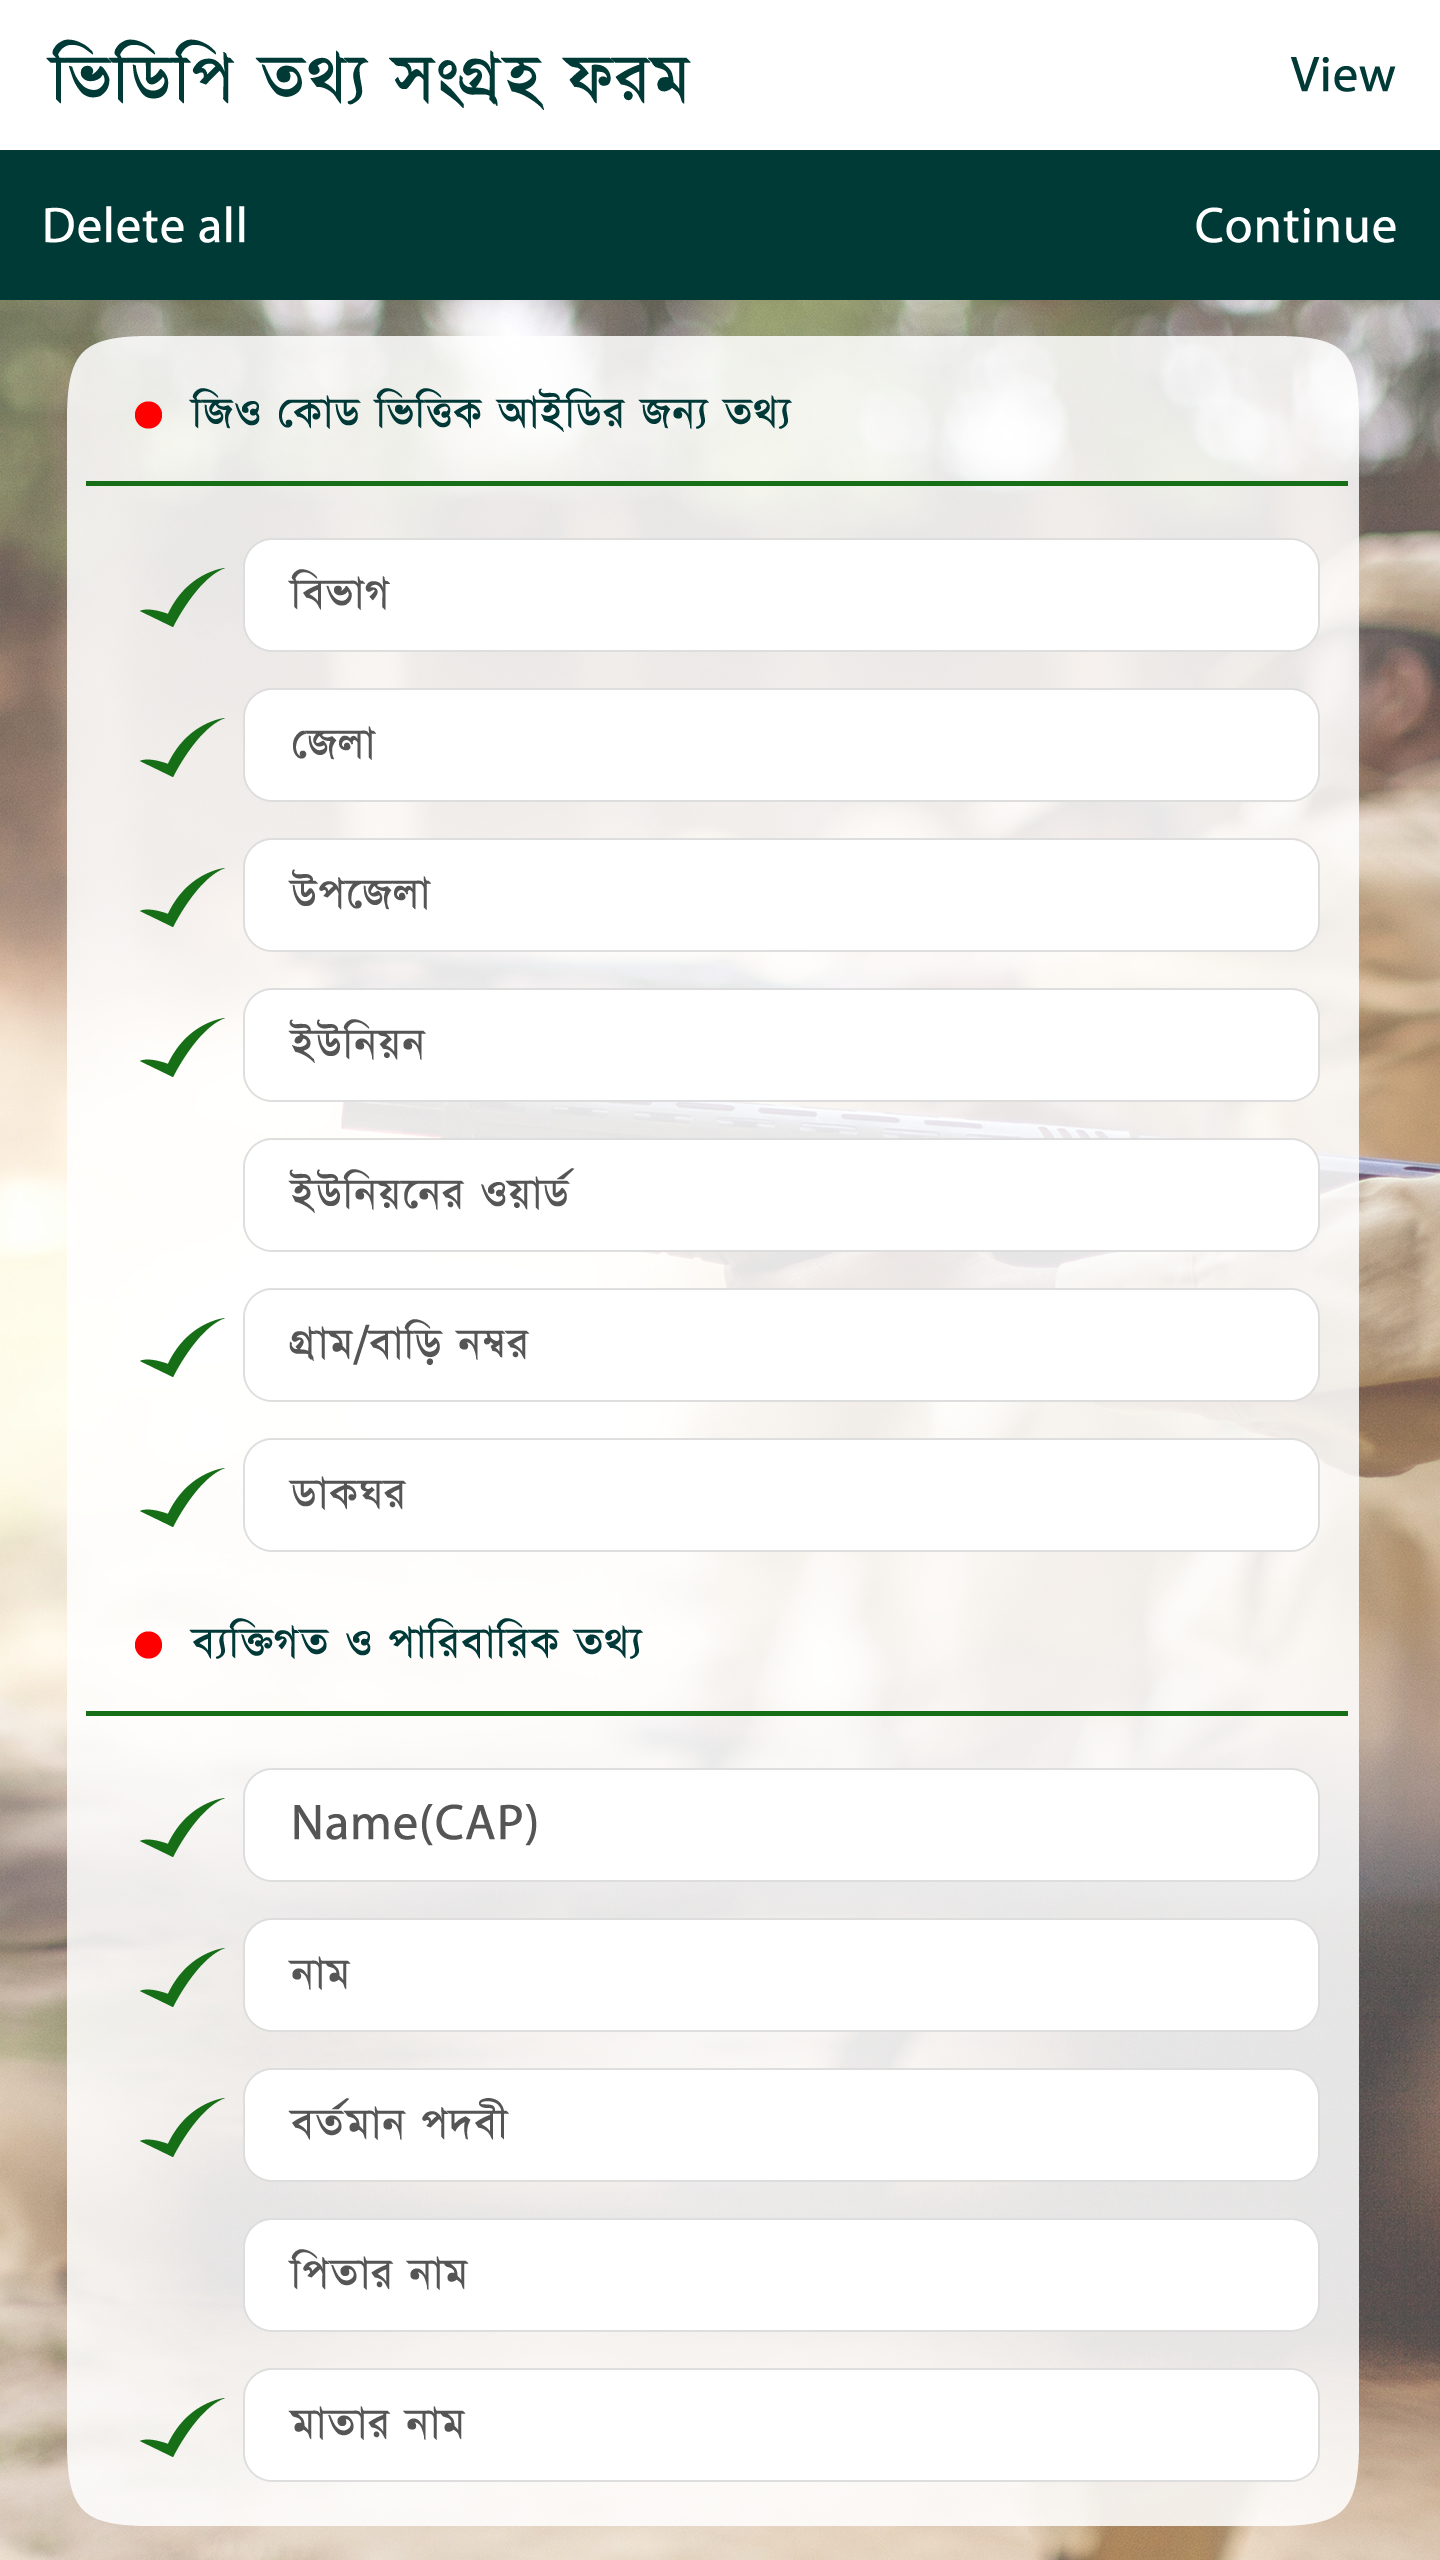 ভিডিপি তথ্য সংগ্রহ ফরম
View
Delete all
Continue
জিও কোড ভিত্তিক আইডির জন্য তথ্য
বিভাগ
জেলা
উপজেলা
ইউনিয়ন
ইউনিয়নের ওয়ার্ড
গ্রাম/বাড়ি নম্বর
ডাকঘর
ব্যক্তিগত ও পারিবারিক তথ্য
Name(CAP)
নাম
বর্তমান পদবী
পিতার নাম
মাতার নাম